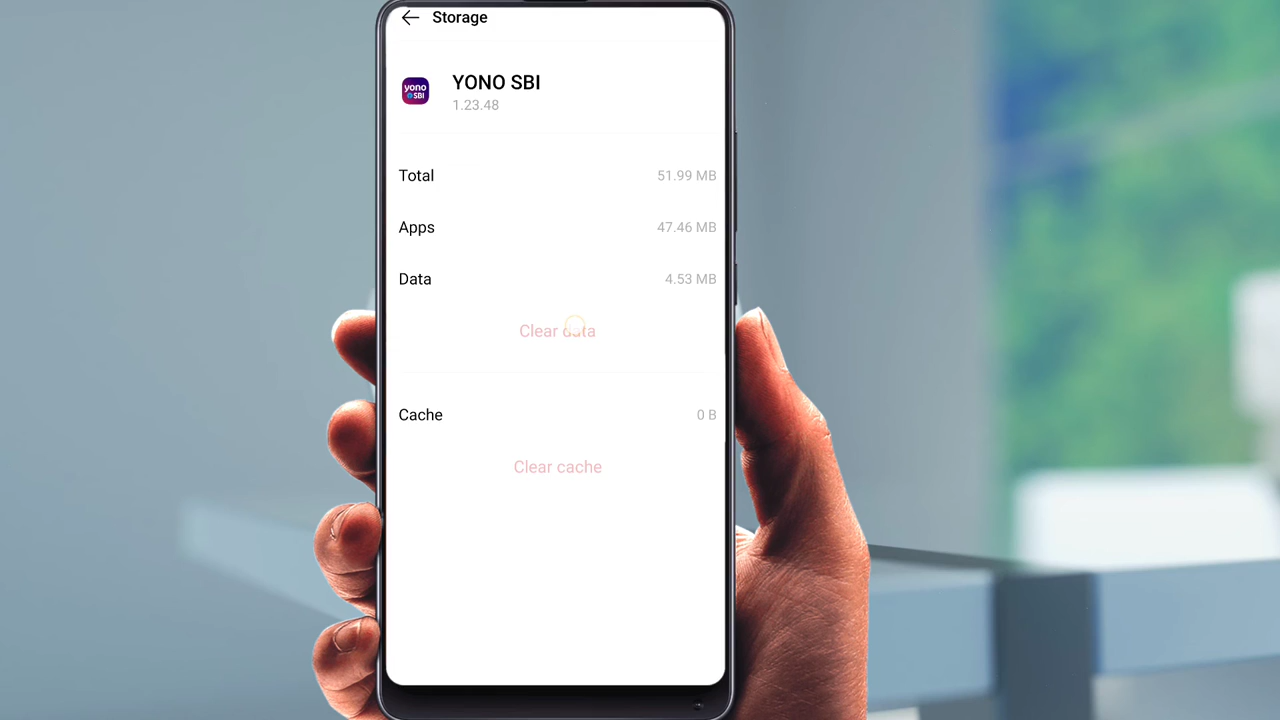 Storage
yono
SBI
YONO SBI
1.23.48
Total 51.99 MB
Apps 47.46 MB
Data 4.53 MB
Clear data
Cache 0 B
Clear cache